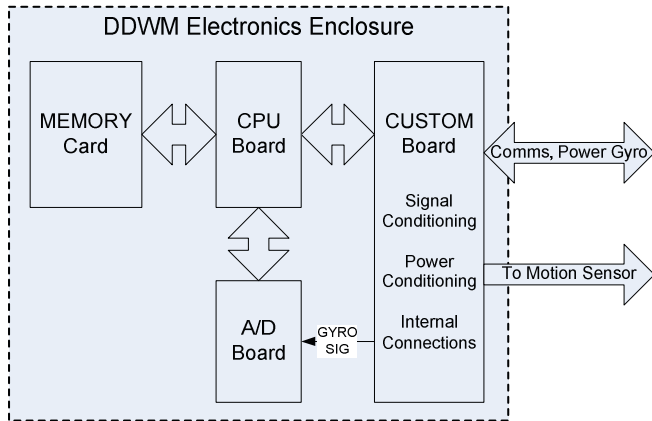 DDWM Electronics Enclosure
MEMORY
Card
CPU
Board
CUSTOM
Board
Comms, Power Gyro
Signal
Conditioning
Power
Conditioning
To Motion Sensor
Internal
Connections
A/D
Board
GYRO
SIG